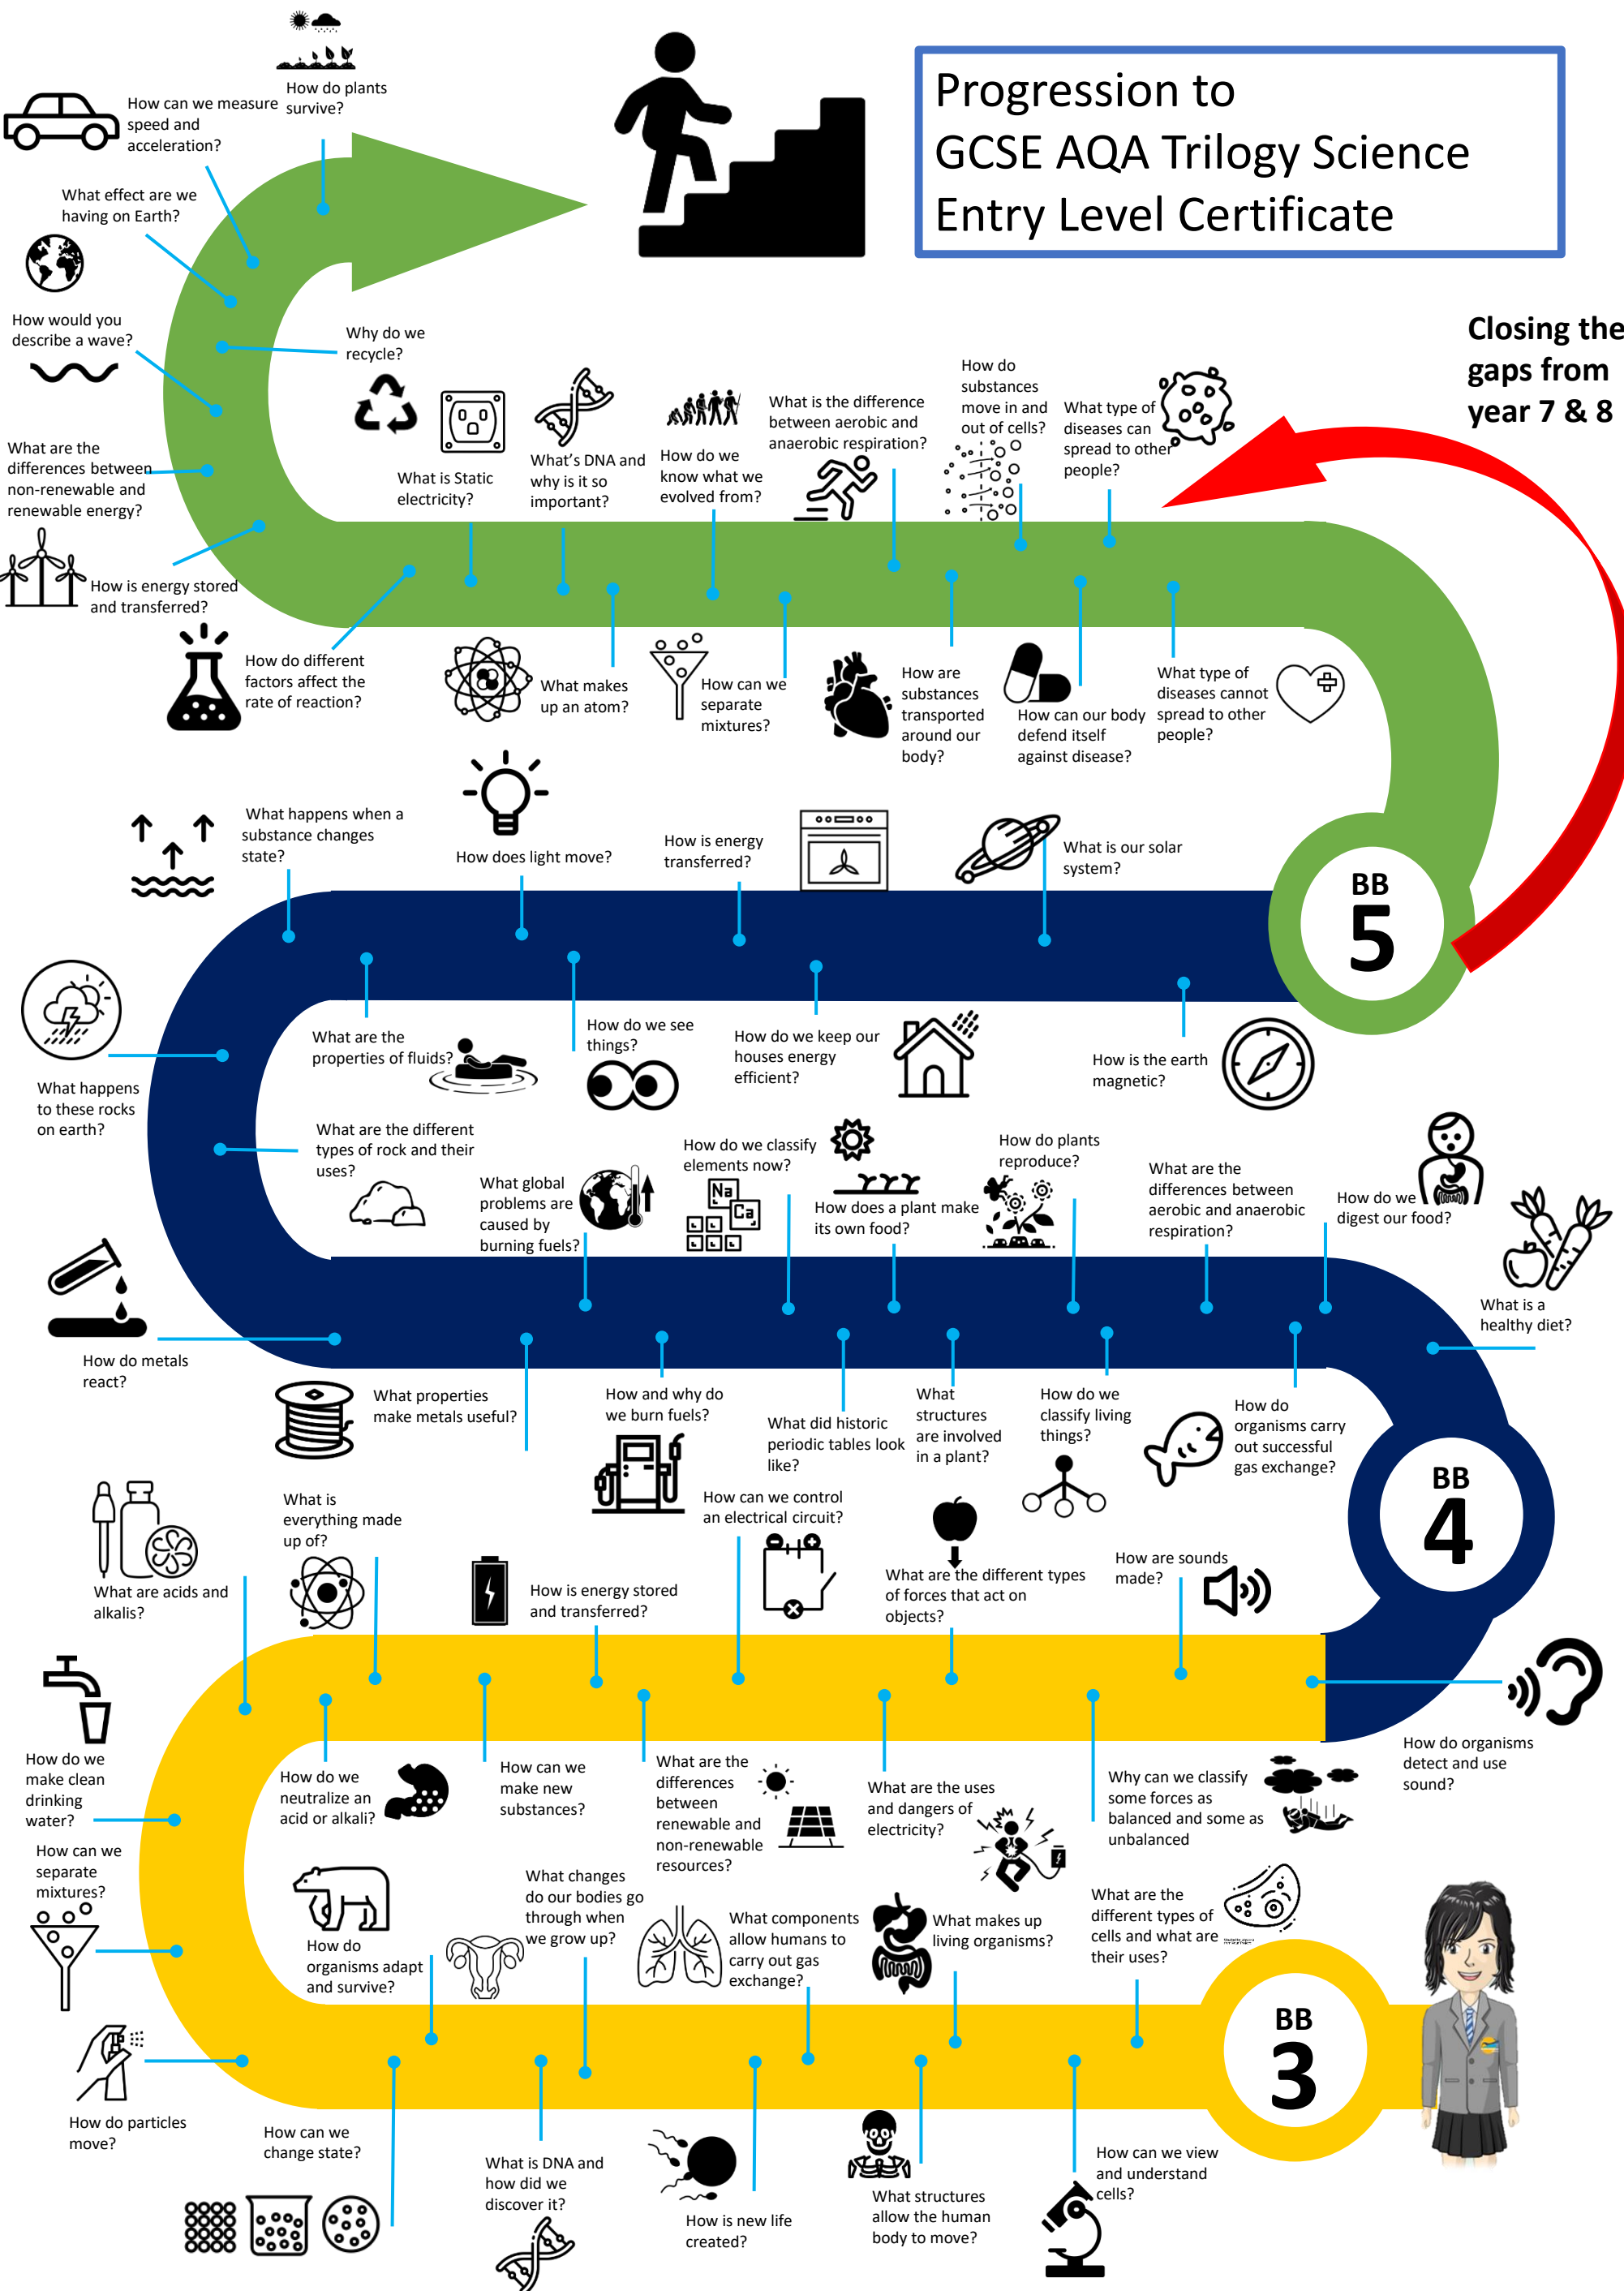 How do plants
survive?
How can we measure
speed and
acceleration?
Progression to
GCSE AQA Trilogy Science
Entry Level Certificate
What effect are we
having on Earth?
How would you
describe a wave?
Why do we
recycle?
Closing the
gaps from
year 7 & 8
What are the
differences between
non-renewable and
renewable energy?
What is Static
electricity?
What's DNA and
why is it so
important?
How do we
know what we
evolved from?
What is the difference
between aerobic and
anaerobic respiration?
How do
substances
move in and
out of cells?
What type of
diseases can
spread to other
people?
How is energy stored
and transferred?
How do different
factors affect the
rate of reaction?
What makes
up an atom?
How can we
separate
mixtures?
How are
substances
transported
around our
body?
How can our body
defend itself
against disease?
What type of
diseases cannot
spread to other
people?
What happens when a
substance changes
state?
How does light move?
How is energy
transferred?
What is our solar
system?
BB
5
What happens
to these rocks
on earth?
What are the
properties of fluids?
How do we see
things?
How do we keep our
houses energy
efficient?
How is the earth
magnetic?
What are the different
types of rock and their
uses?
What global
problems are
caused by
burning fuels?
How do we classify
elements now?
Na
Ca
How does a plant make
its own food?
How do plants
reproduce?
What are the
differences between
aerobic and anaerobic
respiration?
How do we
digest our food?
What is a
healthy diet?
How do metals
react?
What properties
make metals useful?
How and why do
we burn fuels?
What did historic
periodic tables look
like?
What
structures
are involved
in a plant?
How do we
classify living
things?
How do
organisms carry
out successful
gas exchange?
BB
4
What are acids and
alkalis?
What is
everything made
up of?
How is energy stored
and transferred?
How can we control
an electrical circuit?
What are the different types
of forces that act on
objects?
How are sounds
made?
How do organisms
detect and use
sound?
How do we
make clean
drinking
water?
How do we
neutralize an
acid or alkali?
How can we
make new
substances?
What are the
differences
between
renewable and
non-renewable
resources?
What are the uses
and dangers of
electricity?
Why can we classify
some forces as
balanced and some as
unbalanced
How can we
separate
mixtures?
How do
organisms adapt
and survive?
What changes
do our bodies go
through when
we grow up?
What components
allow humans to
carry out gas
exchange?
What makes up
living organisms?
What are the
different types of
cells and what are
their uses?
BB
3
How do particles
move?
How can we
change state?
What is DNA and
how did we
discover it?
How is new life
created?
What structures
allow the human
body to move?
How can we view
and understand
cells?